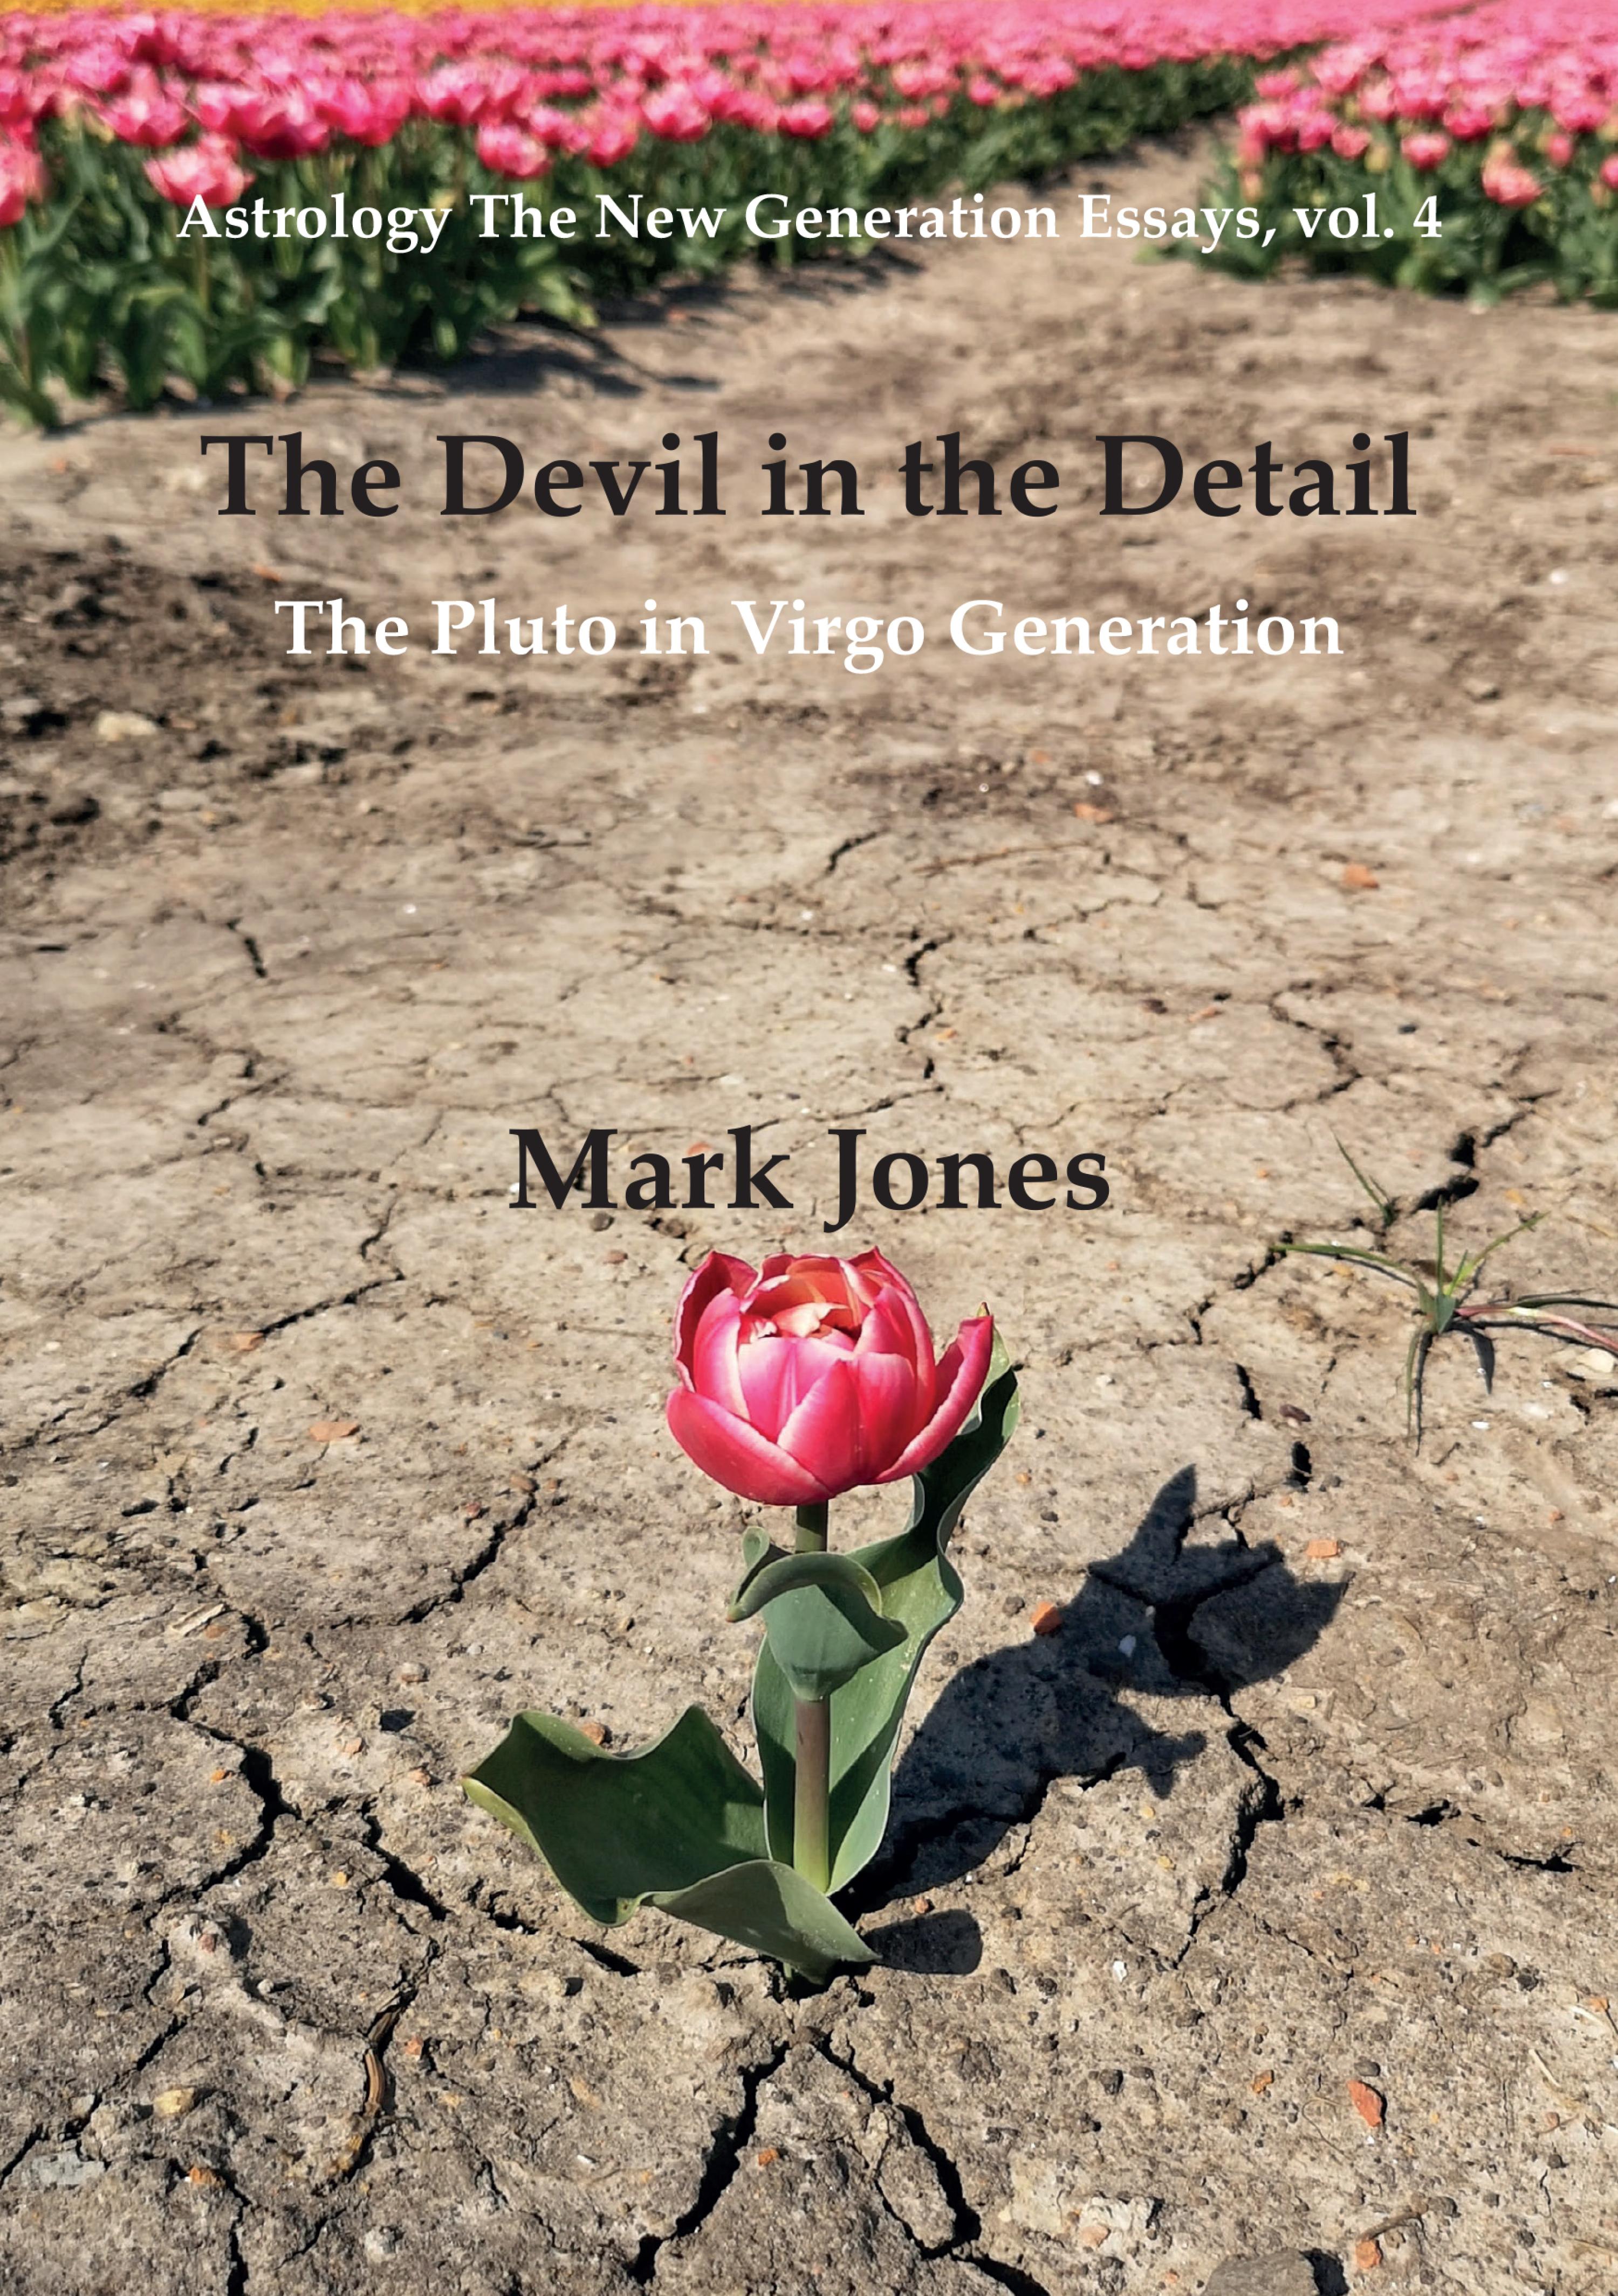 Astrology The New Generation Essays, vol. 4
The Devil in the Detail
The Pluto in Virgo Generation
Mark Jones